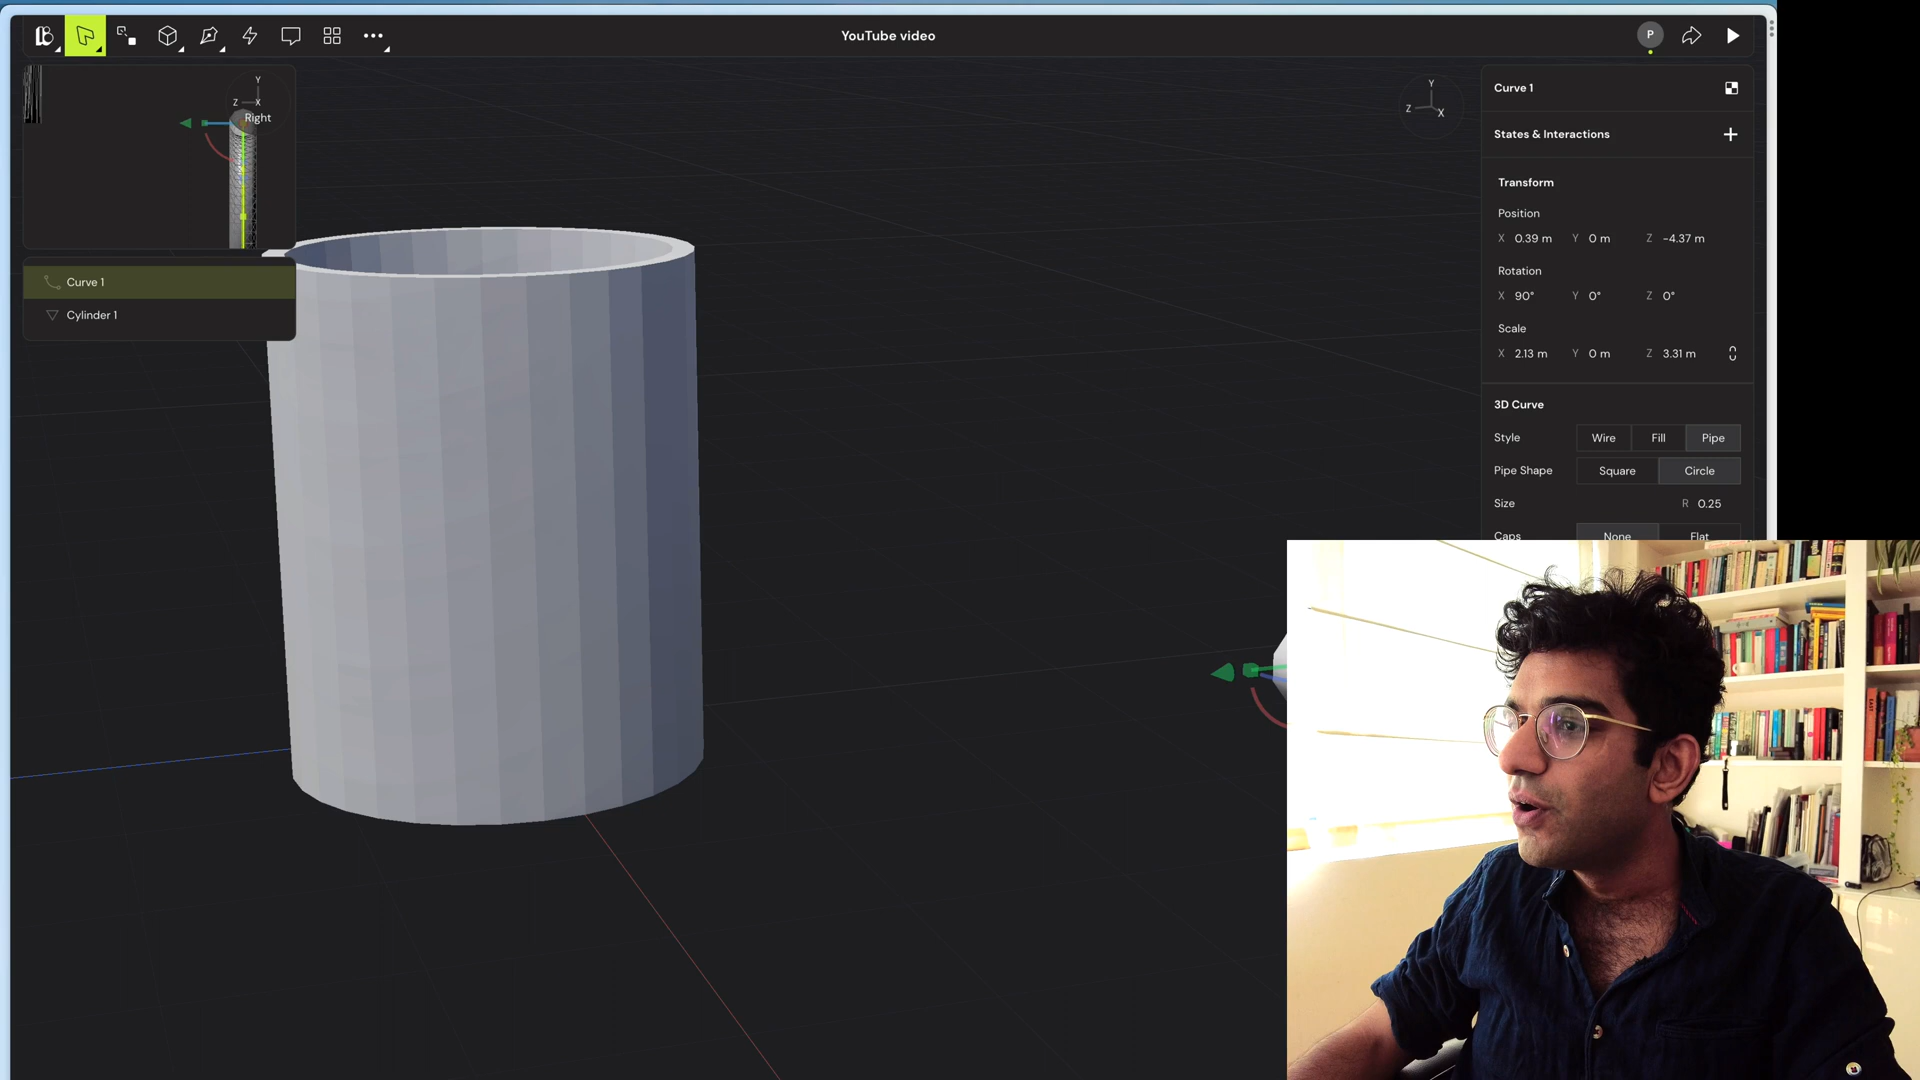 YouTube video
P
Y
Z X
Right
Curve 1
Cylinder 1
Y
Z
X
Curve 1
States & Interactions
Transform
Position
X 0.39 m Y 0 m Z -4.37 m
Rotation
X 90° Y 0° Z 0°
Scale
X 2.13 m Y 0 m Z 3.31 m
3D Curve
Style Wire Fill Pipe
Pipe Shape Square Circle
Size R 0.25
Caps None Flat